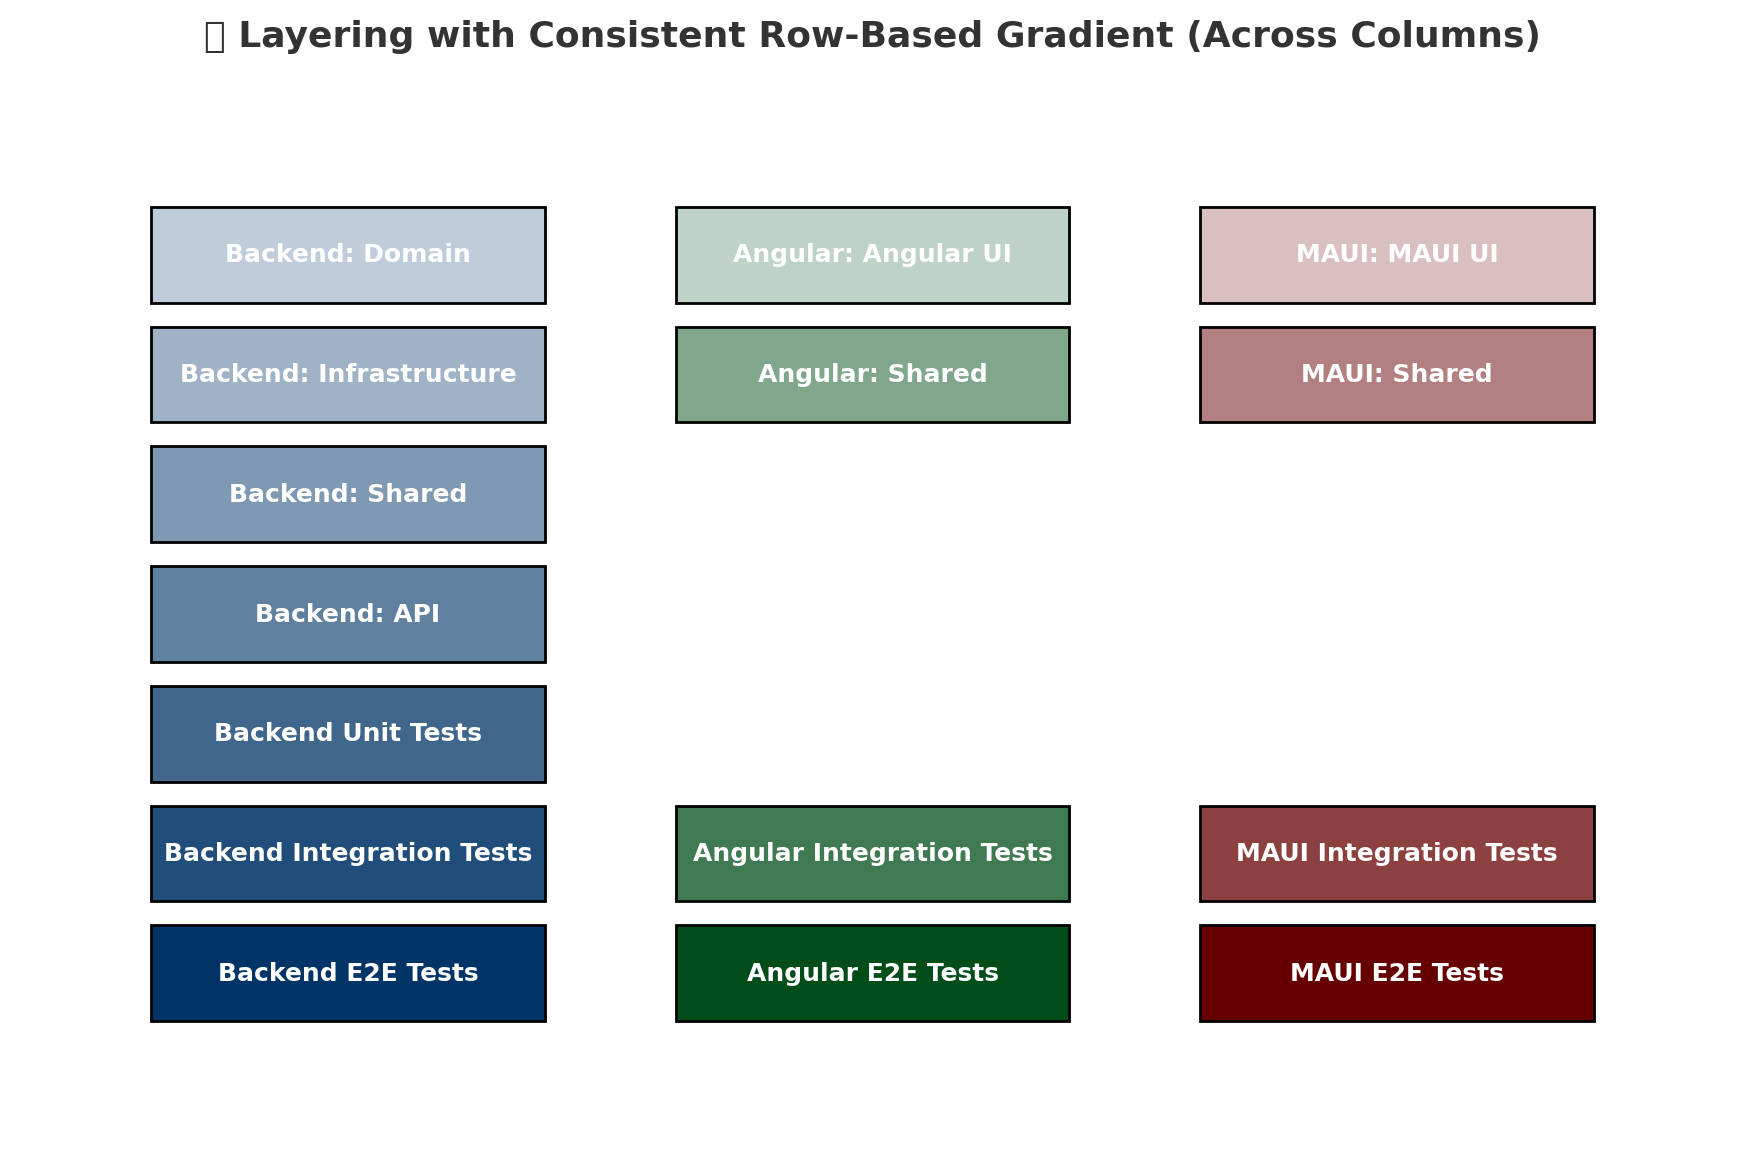 Layering with Consistent Row-Based Gradient (Across Columns)
Backend: Domain
Angular: Angular UI
MAUI: MAUI UI
Backend: Infrastructure
Angular: Shared
MAUI: Shared
Backend: Shared
Backend: API
Backend Unit Tests
Backend Integration Tests
Angular Integration Tests
MAUI Integration Tests
Backend E2E Tests
Angular E2E Tests
MAUI E2E Tests